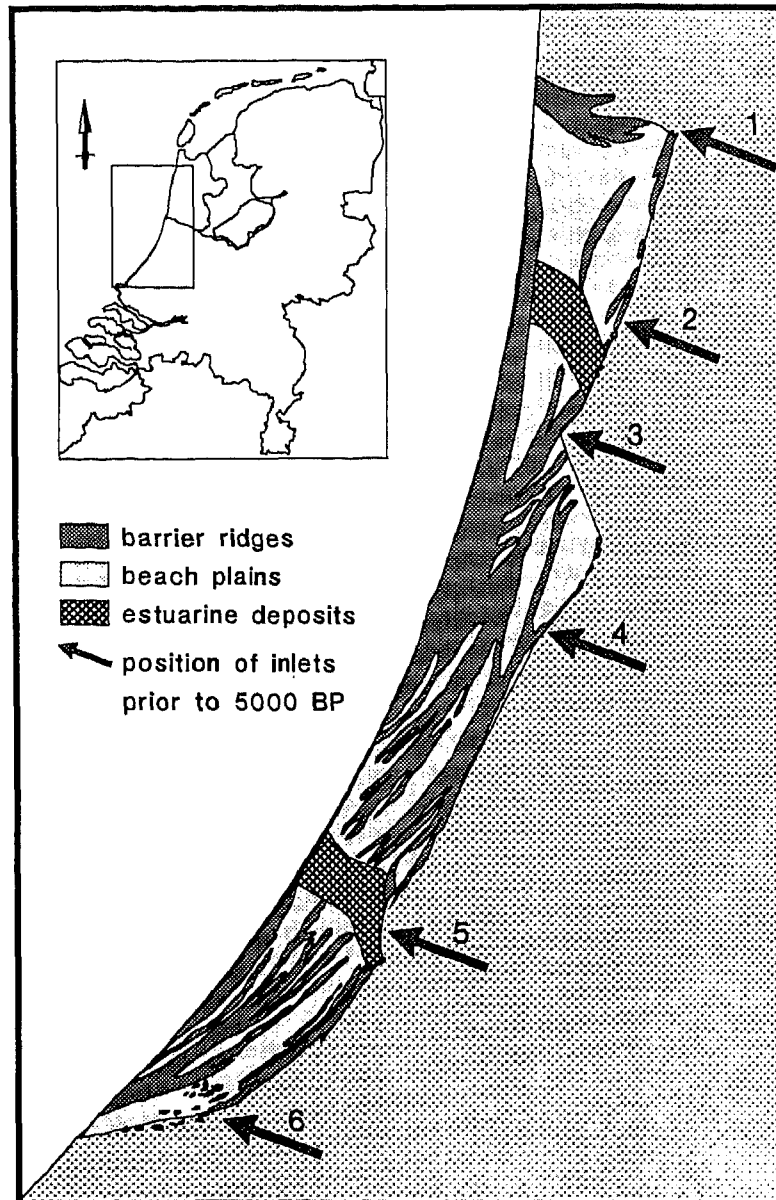 barrier ridges
beach plains
estuarine deposits
position of inlets
prior to 5000 BP
1
2
3
4
5
6